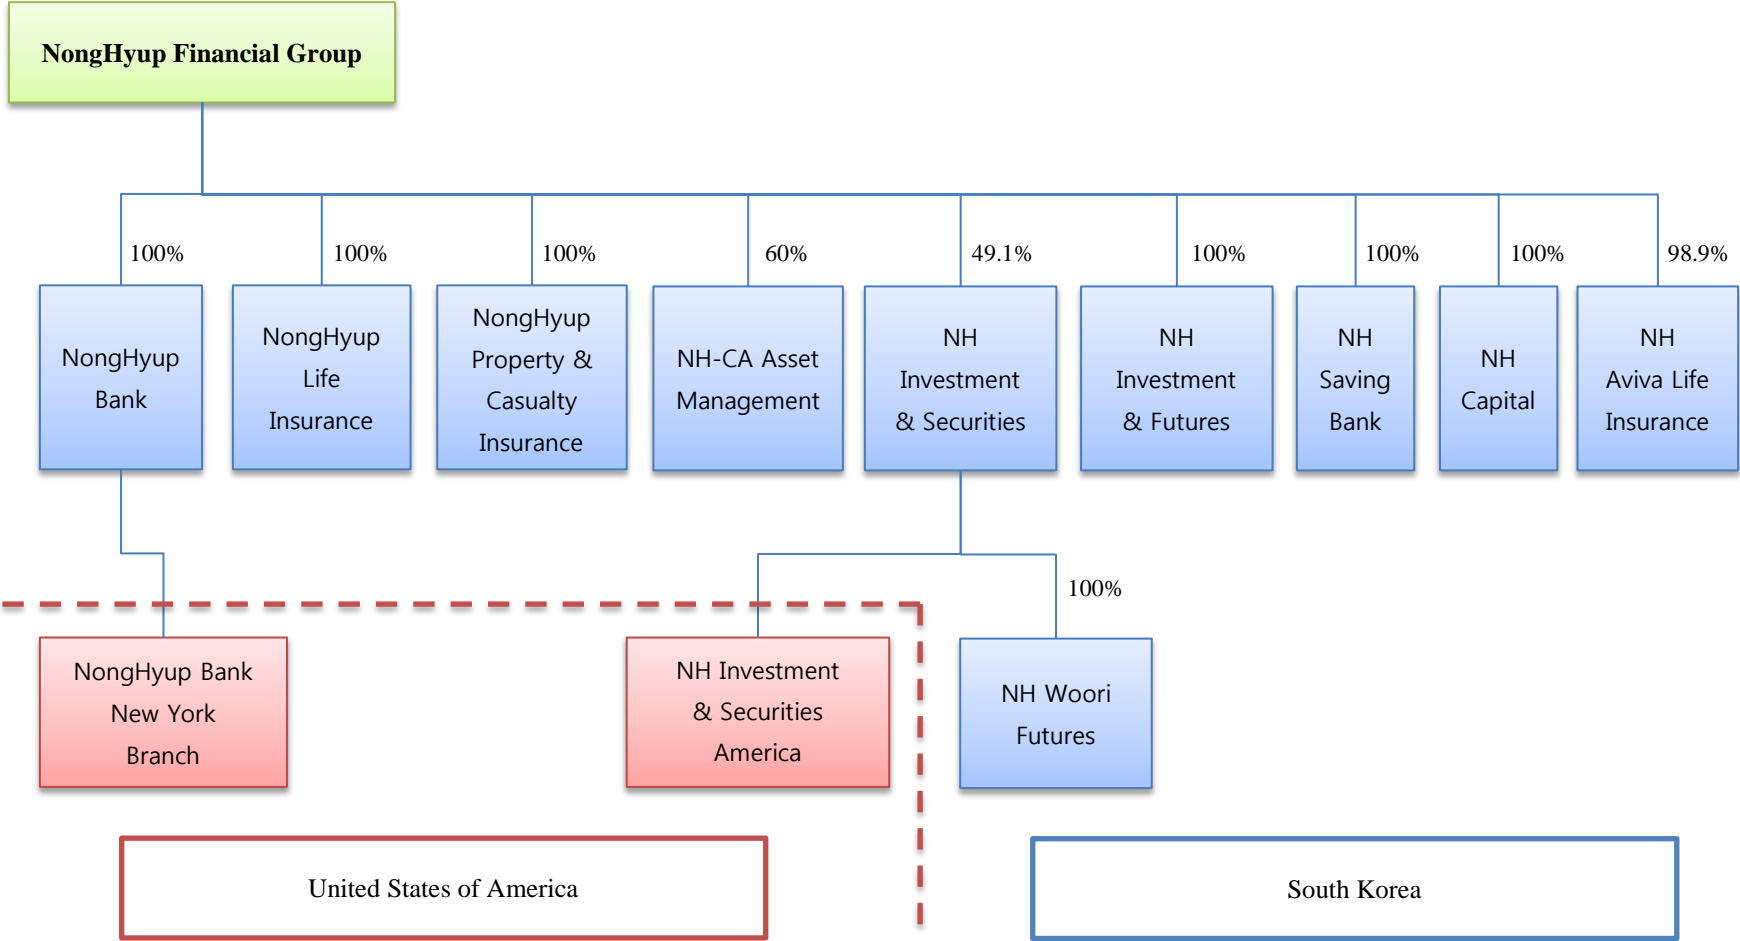 NongHyup Financial Group
100%
100%
100%
60%
49.1%
100%
100%
100%
98.9%
NongHyup
Bank
NongHyup
Life
Insurance
NongHyup
Property &
Casualty
Insurance
NH-CA Asset
Management
NH
Investment
& Securities
NH
Investment
& Futures
NH
Saving
Bank
NH
Capital
NH
Aviva Life
Insurance
100%
NongHyup Bank
New York
Branch
NH Investment
& Securities
America
NH Woori
Futures
United States of America
South Korea